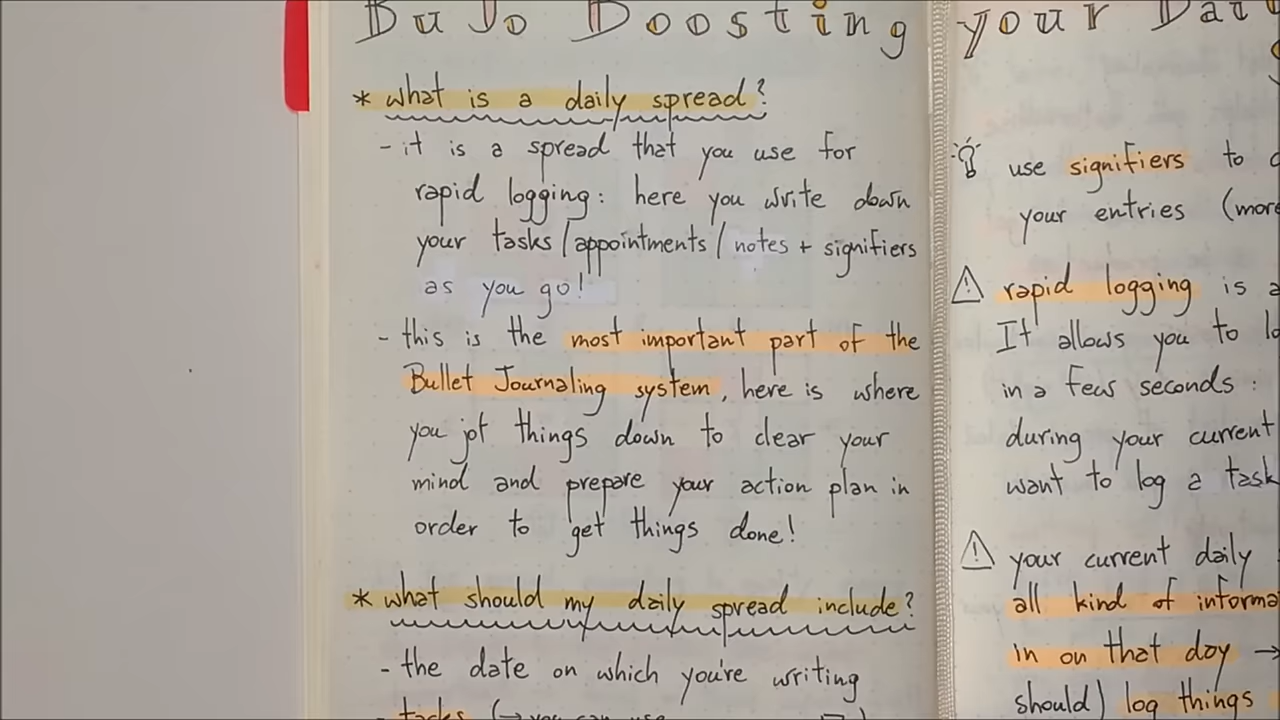 BuJo Boosting your
* what is a daily spread?
- it is a spread that you use for
rapid logging: here you write down
your tasks/appointments/notes + signifiers
as you go!
- this is the most important part of the
Bullet Journaling system, here is where
you jot things down to clear your
mind and prepare your action plan in
order to get things done!
* what should my daily spread include?
- the date on which you're writing
- tasks (→ you can use
use signifiers to
your entries (more
rapid logging is a
It allows you to
in a few seconds:
during your current
want to log a task
your current daily
all kind of
in on that day →
should) log things